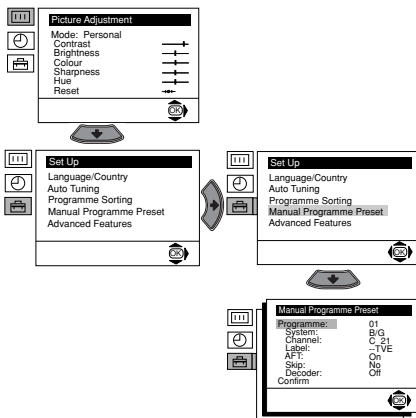 Picture Adjustment
Mode: Personal
Contrast
Brightness
Colour
Sharpness
Hue
Reset
OK
Set Up
Language/Country
Auto Tuning
Programme Sorting
Manual Programme Preset
Advanced Features
OK
Set Up
Language/Country
Auto Tuning
Programme Sorting
Manual Programme Preset
Advanced Features
OK
Manual Programme Preset
Programme: 01
System: B/G
Channel: C 21
Label: --TVE
AFT: On
Skip: No
Decoder: Off
Confirm
OK